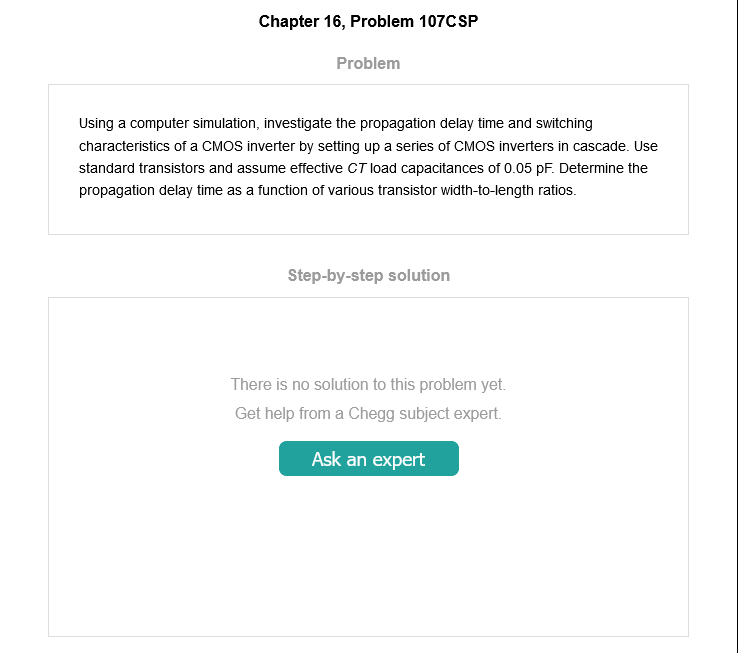 Chapter 16, Problem 107CSP
Problem
Using a computer simulation, investigate the propagation delay time and switching
characteristics of a CMOS inverter by setting up a series of CMOS inverters in cascade. Use
standard transistors and assume effective CT load capacitances of 0.05 pF. Determine the
propagation delay time as a function of various transistor width-to-length ratios.
Step-by-step solution
There is no solution to this problem yet.
Get help from a Chegg subject expert.
Ask an expert